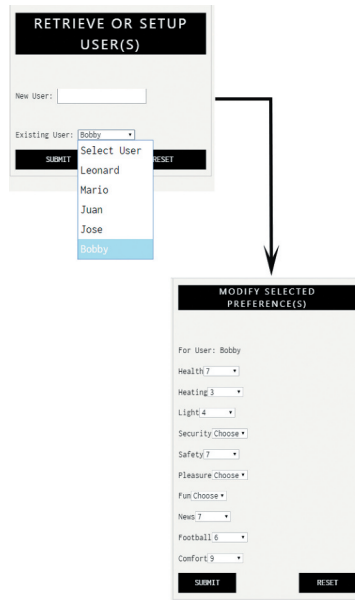 RETRIEVE OR SETUP
USER(S)
New User:
Existing User: Bobby
SUBMIT RESET
Select User
Leonard
Mario
Juan
Jose
Bobby
MODIFY SELECTED
PREFERENCE(S)
For User: Bobby
Health 7
Heating 3
Light 4
Security Choose
Safety 7
Pleasure Choose
Fun Choose
News 7
Football 6
Comfort 9
SUBMIT RESET